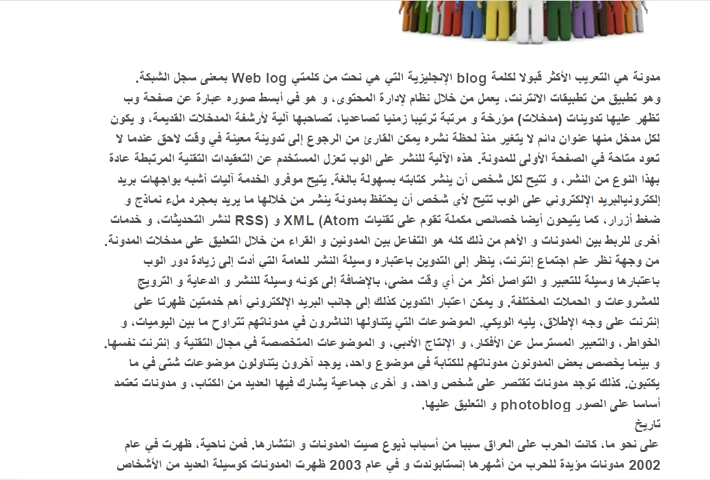 مدونة هي التعريب الأكثر قبولا لكلمة blog الإنجليزية التي هي نحت من كلمتي Web log بمعنى سجل الشبكة.
وهو تطبيق من تطبيقات الانترنت، يعمل من خلال نظام لإدارة المحتوى، و هو في أبسط صوره عبارة عن صفحة وب
تظهر عليها تدوينات (مدخلات) مؤرخة و مرتبة ترتيبا زمنيا تصاعديا، تصاحبها آلية لأرشفة المدخلات القديمة، و يكون
لكل مدخل منها عنوان دائم لا يتغير منذ لحظة نشره يمكن القارئ من الرجوع إلى تدوينة معينة في وقت لاحق عندما لا
تعود متاحة في الصفحة الأولى للمدونة. هذه الآلية للنشر على الوب تعزل المستخدم عن التعقيدات التقنية المرتبطة عادة
بهذا النوع من النشر، و تتيح لكل شخص أن ينشر كتابته بسهولة بالغة. يتيح موفرو الخدمة آليات أشبه بواجهات بريد
إلكترونيالبريد الإلكتروني على الوب تتيح لأي شخص أن يحتفظ بمدونة ينشر من خلالها ما يريد بمجرد ملء نماذج و
ضغط أزرار، كما يتيحون أيضا خصائص مكملة تقوم على تقنيات XML (Atom و RSS) لنشر التحديثات، و خدمات
أخرى للربط بين المدونات و الأهم من ذلك كله هو التفاعل بين المدونين و القراء من خلال التعليق على مدخلات المدونة.
من وجهة نظر علم اجتماع إنترنت، ينظر إلى التدوين باعتباره وسيلة النشر للعامة التي أدت إلى زيادة دور الوب
باعتبارها وسيلة للتعبير و التواصل أكثر من أي وقت مضى، بالإضافة إلى كونه وسيلة للنشر و الدعاية و الترويج
للمشروعات و الحملات المختلفة. و يمكن اعتبار التدوين كذلك إلى جانب البريد الإلكتروني أهم خدمتين ظهرتا على
إنترنت على وجه الإطلاق، يليه الويكي. الموضوعات التي يتناولها الناشرون في مدوناتهم تتراوح ما بين اليوميات، و
الخواطر، والتعبير المسترسل عن الأفكار، و الإنتاج الأدبي، و الموضوعات المتخصصة في مجال التقنية و إنترنت نفسها.
و بينما يخصص بعض المدونون مدوناتهم للكتابة في موضوع واحد، يوجد آخرون يتناولون موضوعات شتى في ما
يكتبون. كذلك توجد مدونات تقتصر على شخص واحد، و أخرى جماعية يشارك فيها العديد من الكتاب، و مدونات تعتمد
أساسا على الصور photoblog و التعليق عليها.
تاريخ
على نحو ما، كانت الحرب على العراق سببا من أسباب ذيوع صيت المدونات و انتشارها. فمن ناحية، ظهرت في عام
2002 مدونات مؤيدة للحرب من أشهرها إنستابوندت و في عام 2003 ظهرت المدونات كوسيلة العديد من الأشخاص